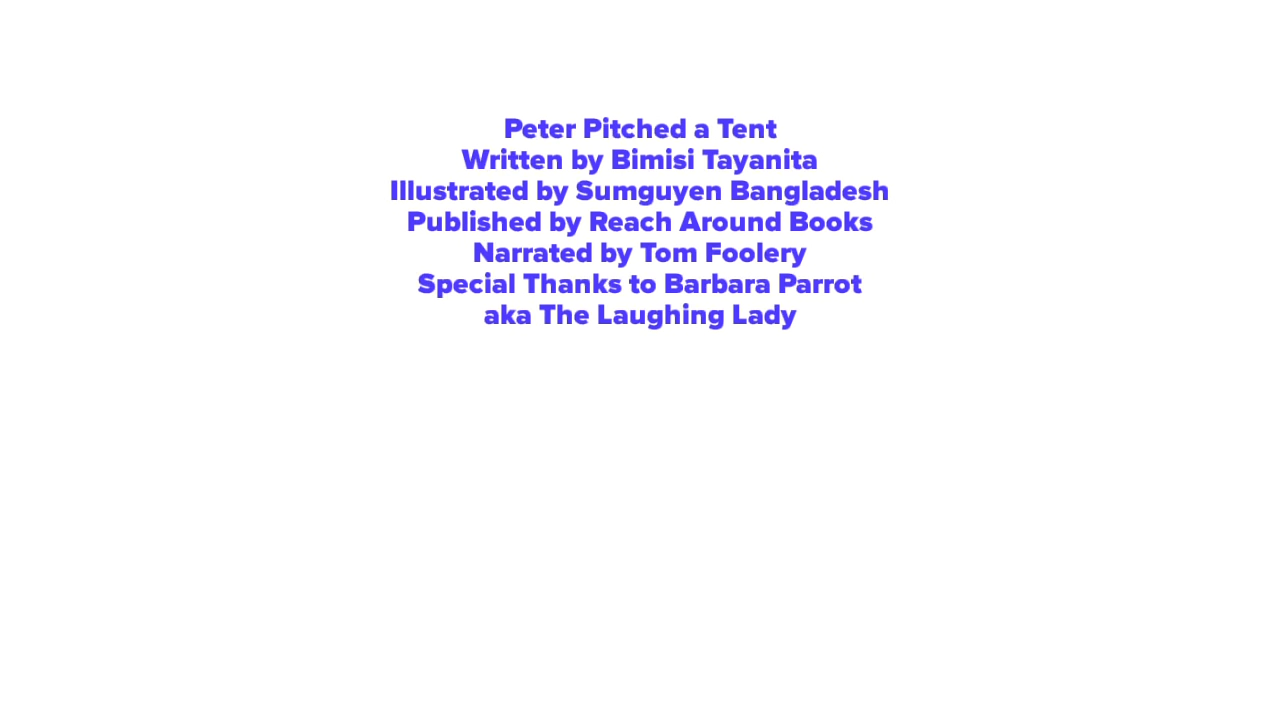 Peter Pitched a Tent
Written by Bimisi Tayanita
Illustrated by Sumguyen Bangladesh
Published by Reach Around Books
Narrated by Tom Foolery
Special Thanks to Barbara Parrot
aka The Laughing Lady